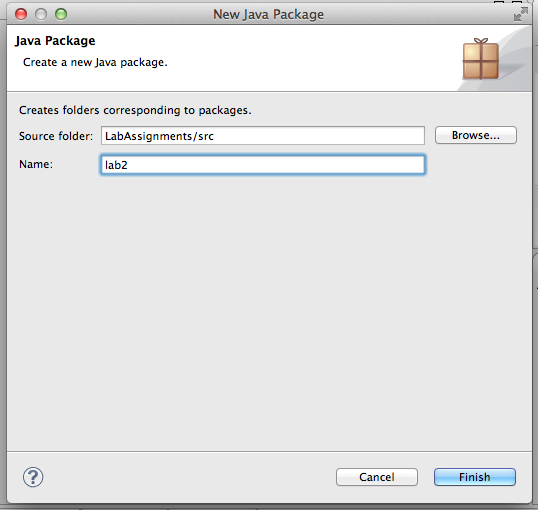 New Java Package
Java Package
Create a new Java package.
Creates folders corresponding to packages.
Source folder: LabAssignments/src Browse...
Name: lab2
? Cancel Finish